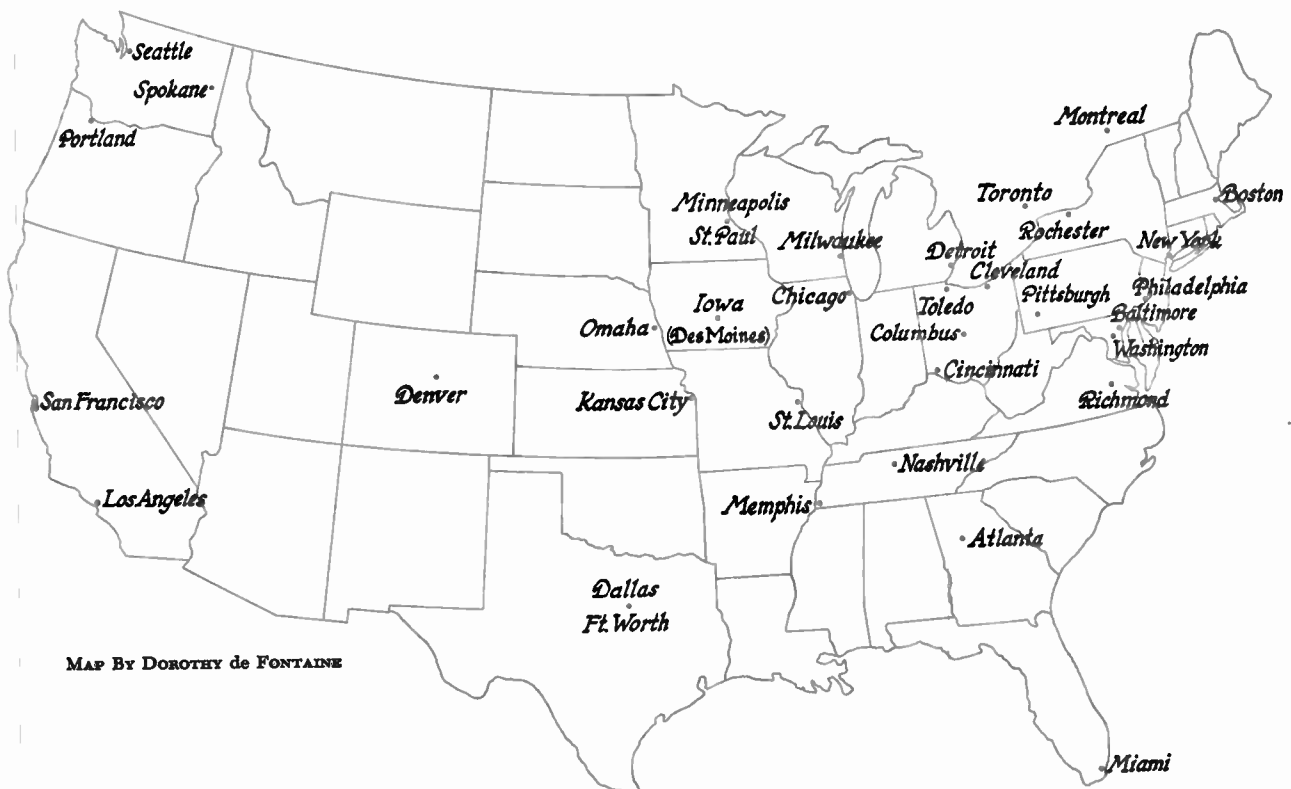 Seattle
Spokane
Portland
Montreal
Minneapolis
St. Paul
Milwaukee
Toronto
Rochester
Boston
Detroit
Cleveland
New York
Chicago
Toledo
Pittsburgh
Philadelphia
Baltimore
Omaha
Iowa
(Des Moines)
Columbus
Washington
Cincinnati
San Francisco
Denver
Kansas City
St. Louis
Richmond
Nashville
Los Angeles
Memphis
Atlanta
Dallas
Ft. Worth
MAP BY DOROTHY de FONTAINE
Miami